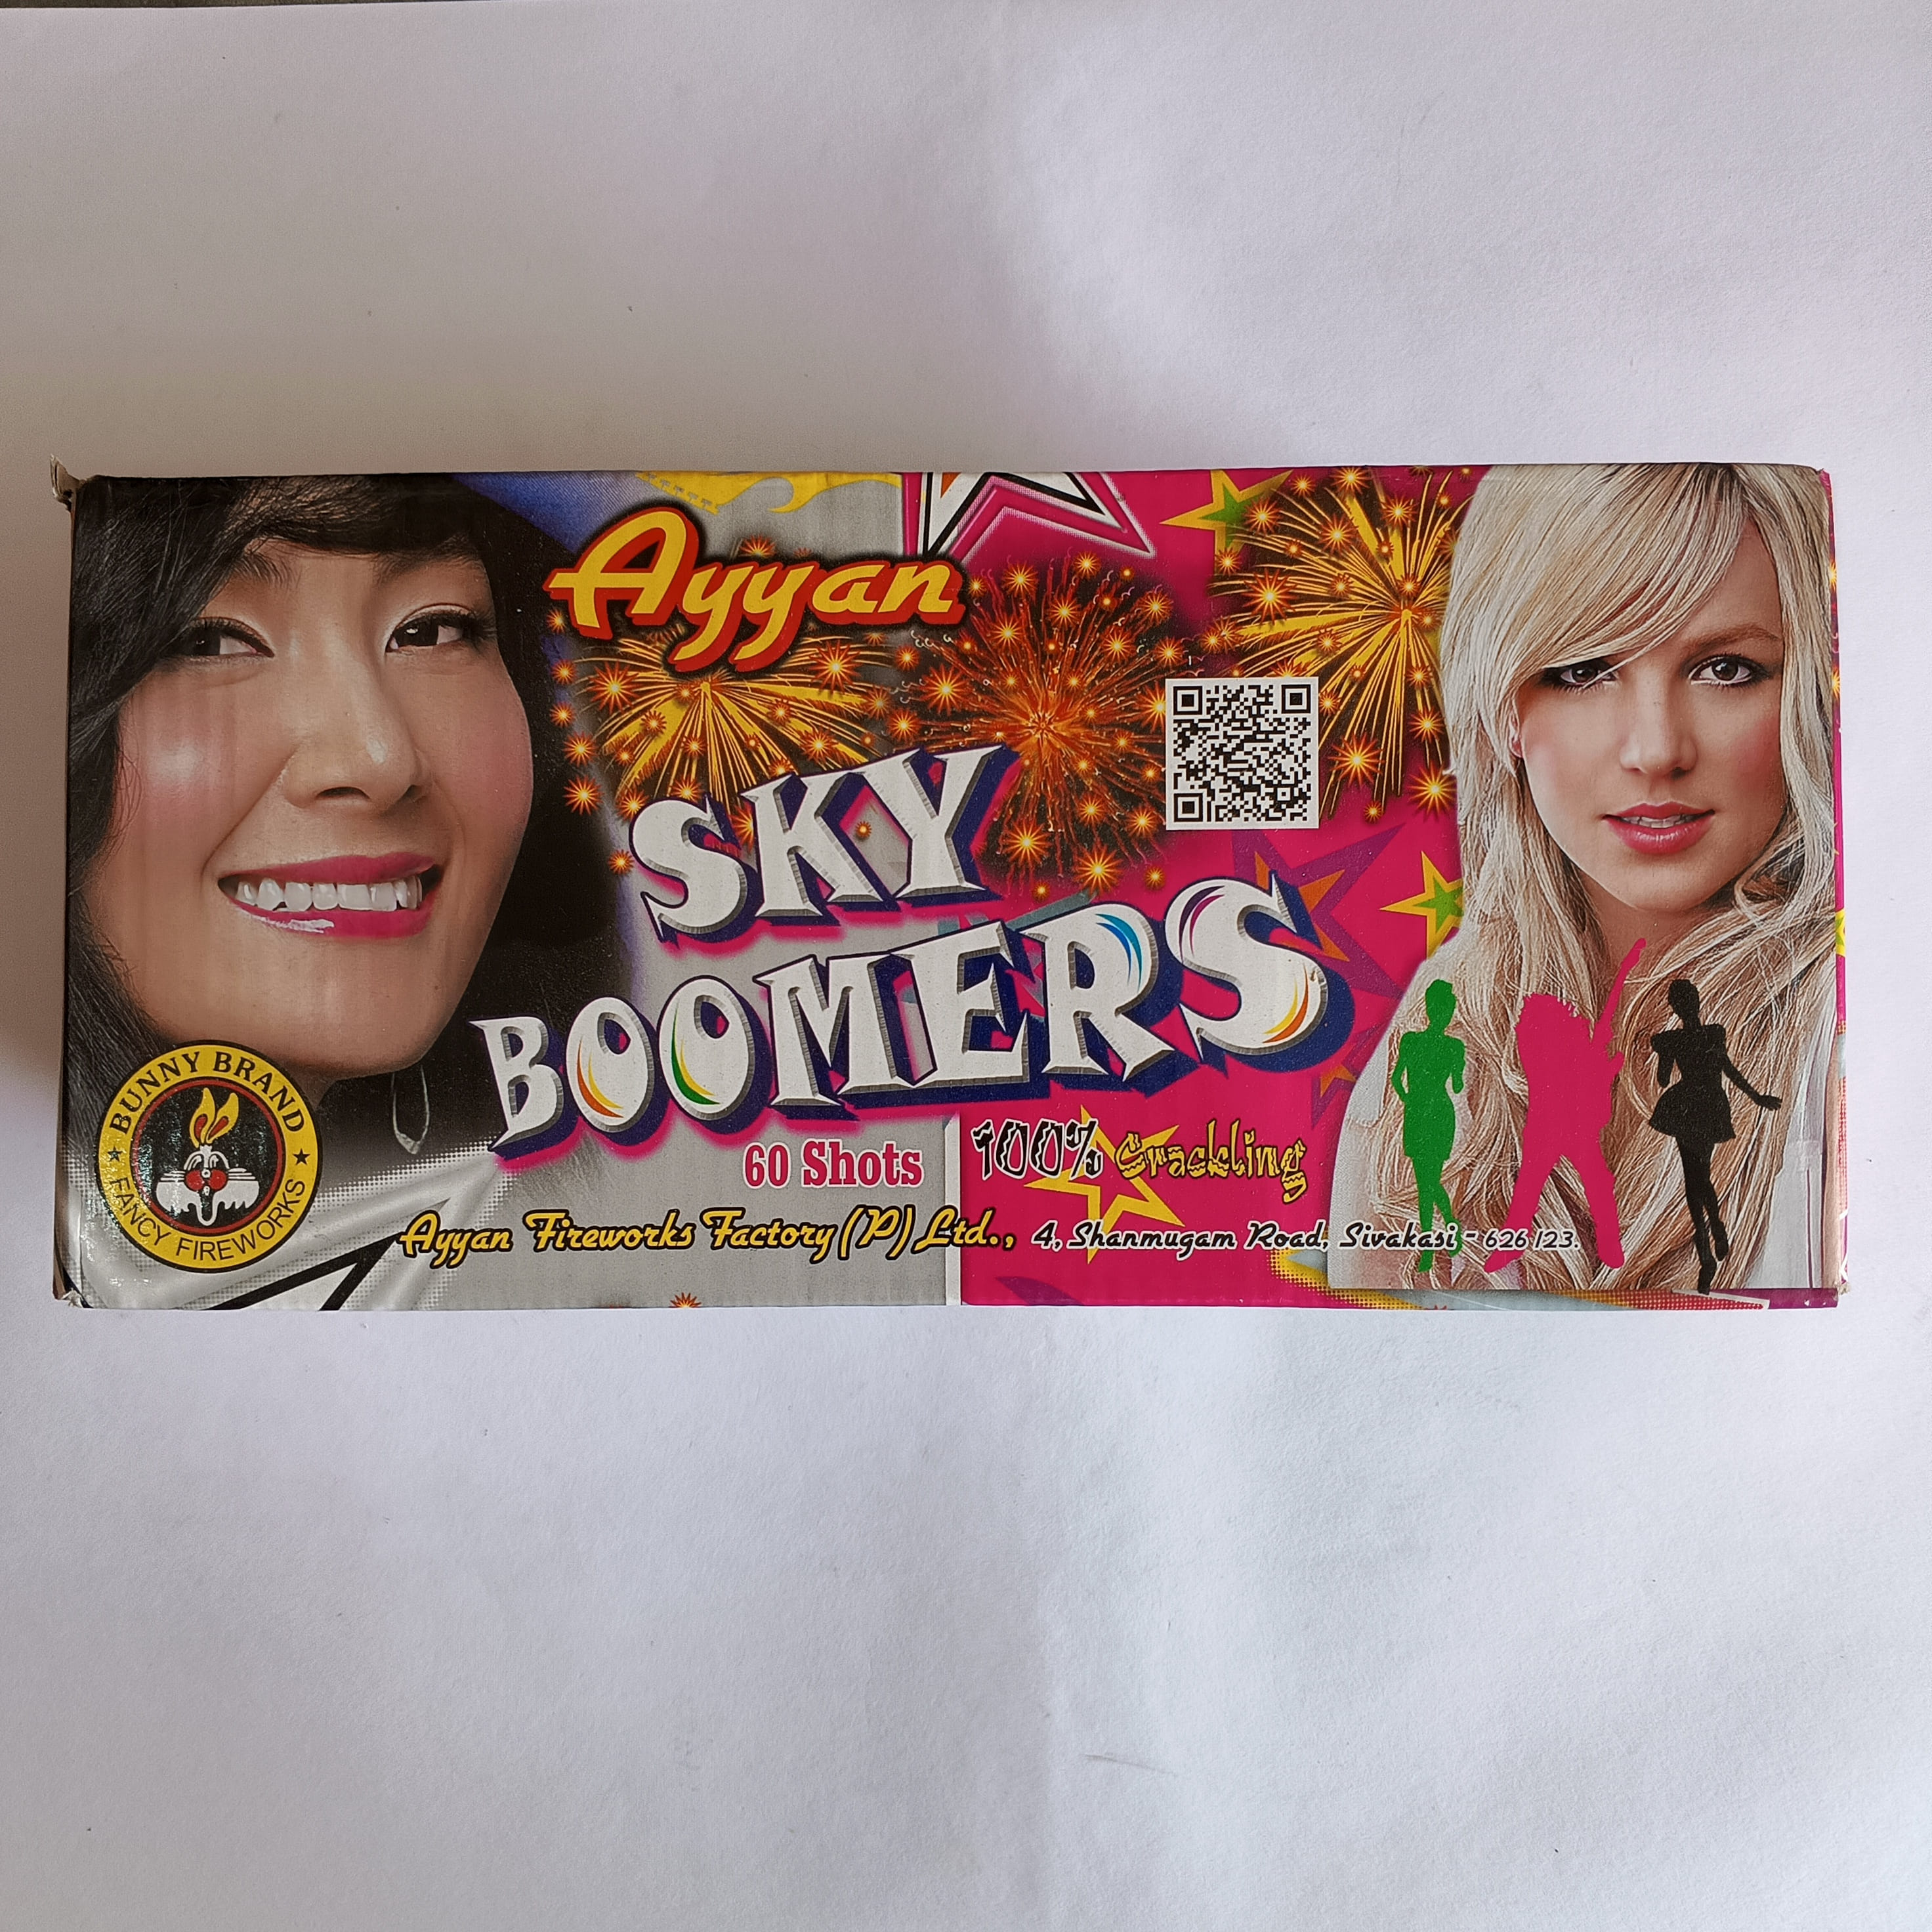 Ayyan
SKY
BOOMERS
60 Shots
100% Crackling
BUNNY BRAND
FANCY FIREWORKS
Ayyan Fireworks Factory (P) Ltd., 4, Shanmugam Road, Sivakasi - 626 123.